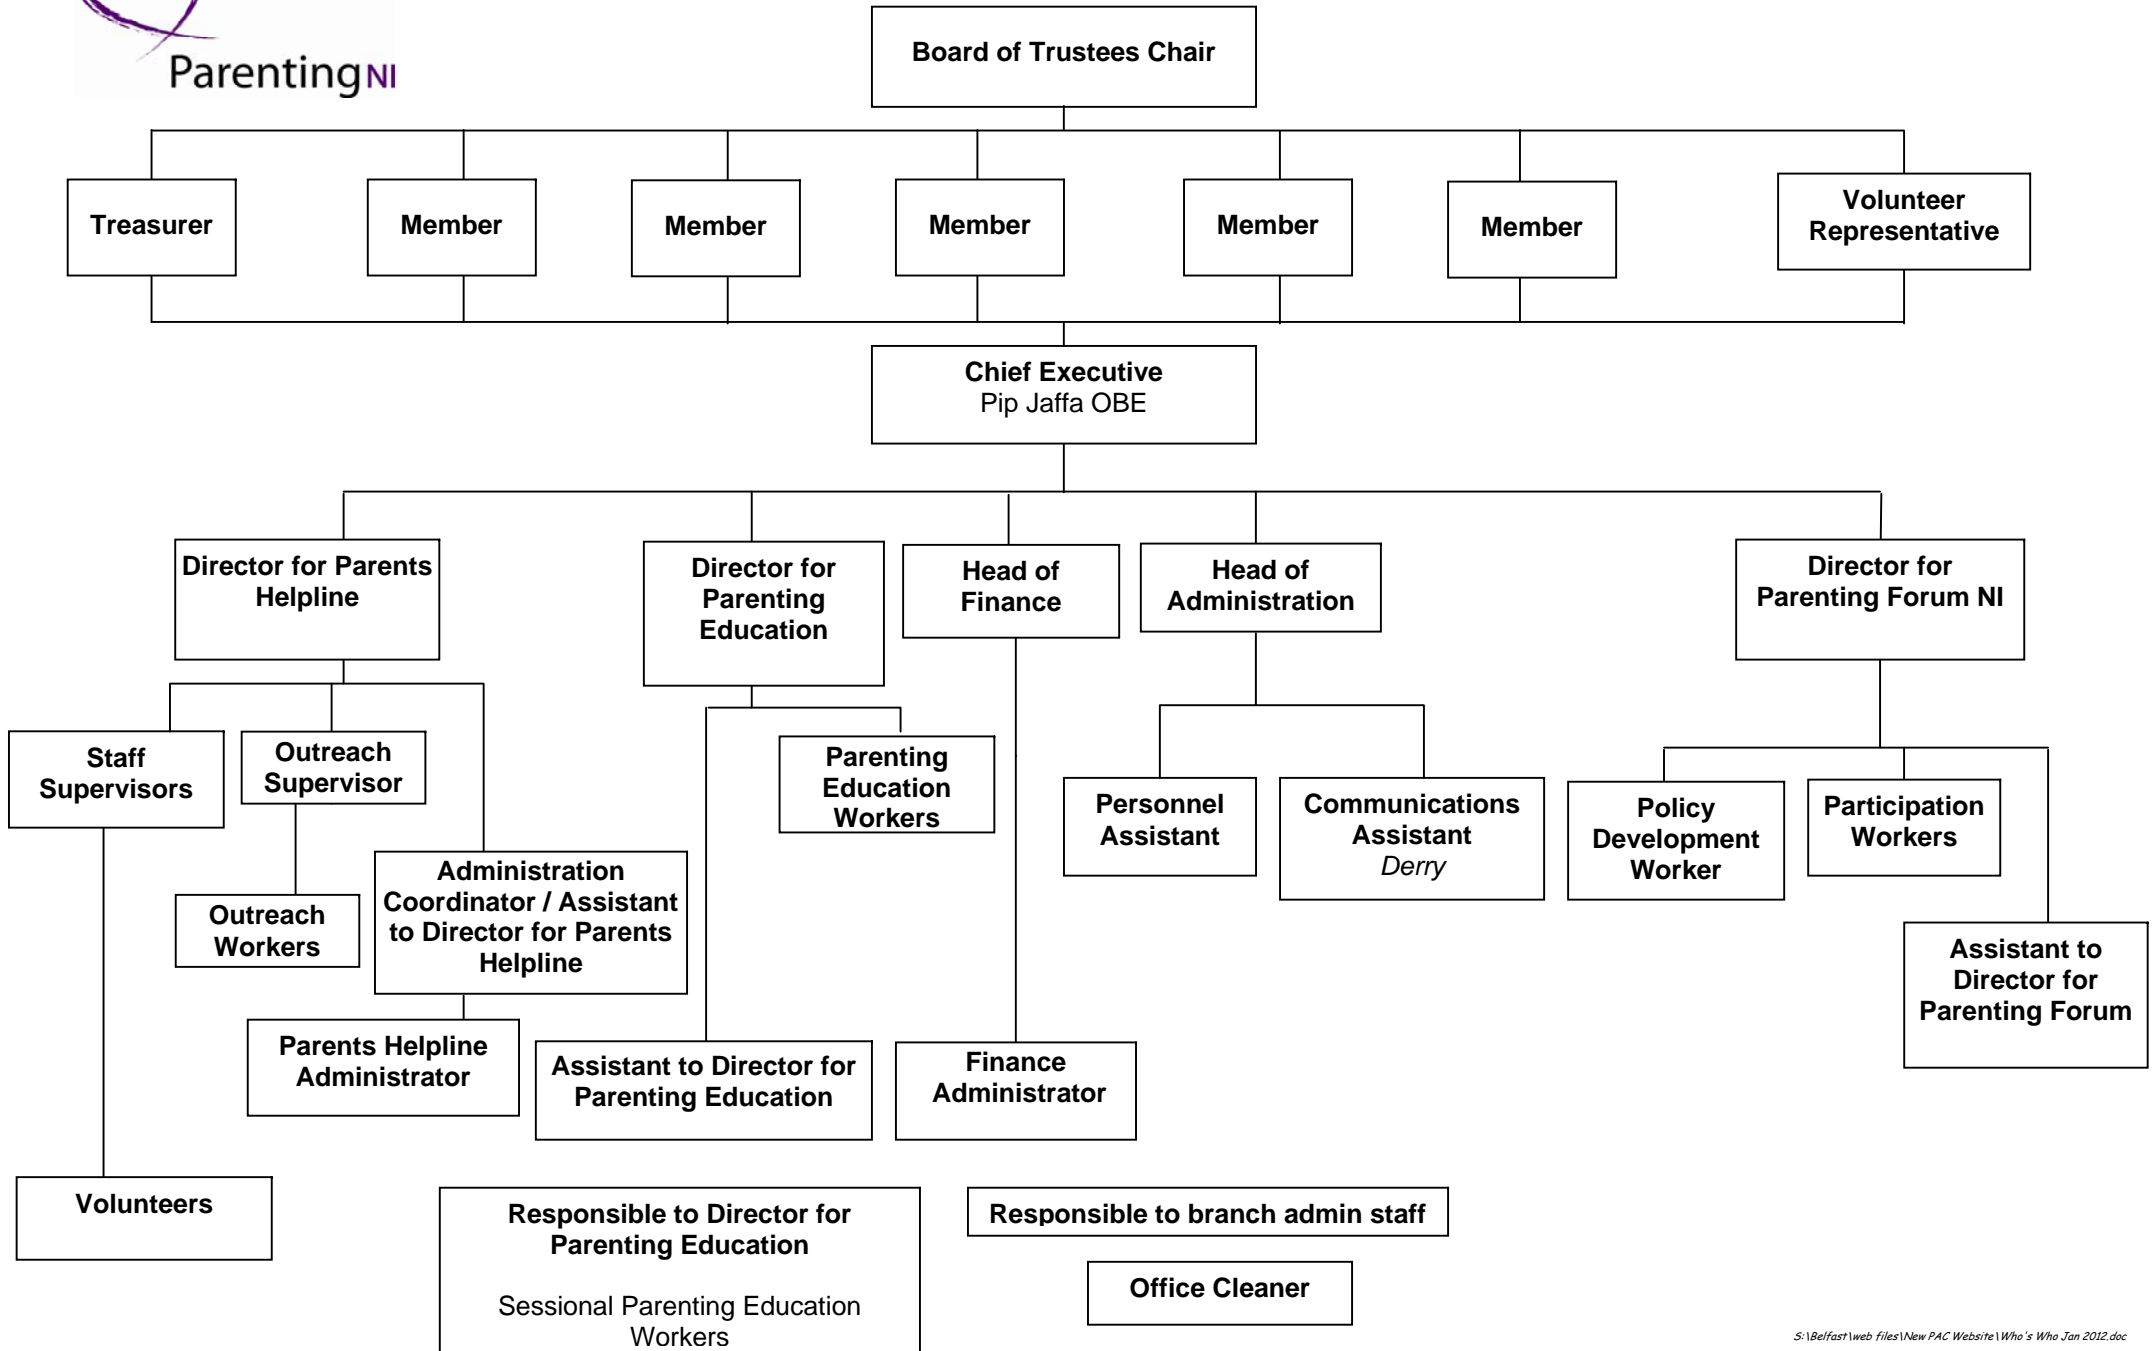 ParentingNI
Board of Trustees Chair
Treasurer
Member
Member
Member
Member
Member
Volunteer
Representative
Chief Executive
Pip Jaffa OBE
Director for Parents
Helpline
Director for
Parenting
Education
Head of
Finance
Head of
Administration
Director for
Parenting Forum NI
Staff
Supervisors
Outreach
Supervisor
Parenting
Education
Workers
Personnel
Assistant
Communications
Assistant
Derry
Policy
Development
Worker
Participation
Workers
Outreach
Workers
Administration
Coordinator / Assistant
to Director for Parents
Helpline
Assistant to
Director for
Parenting Forum
Parents Helpline
Administrator
Assistant to Director for
Parenting Education
Finance
Administrator
Volunteers
Responsible to Director for
Parenting Education
Sessional Parenting Education
Workers
Responsible to branch admin staff
Office Cleaner
S:\Belfast\web files\New PAC Website\Who's Who Jan 2012.doc